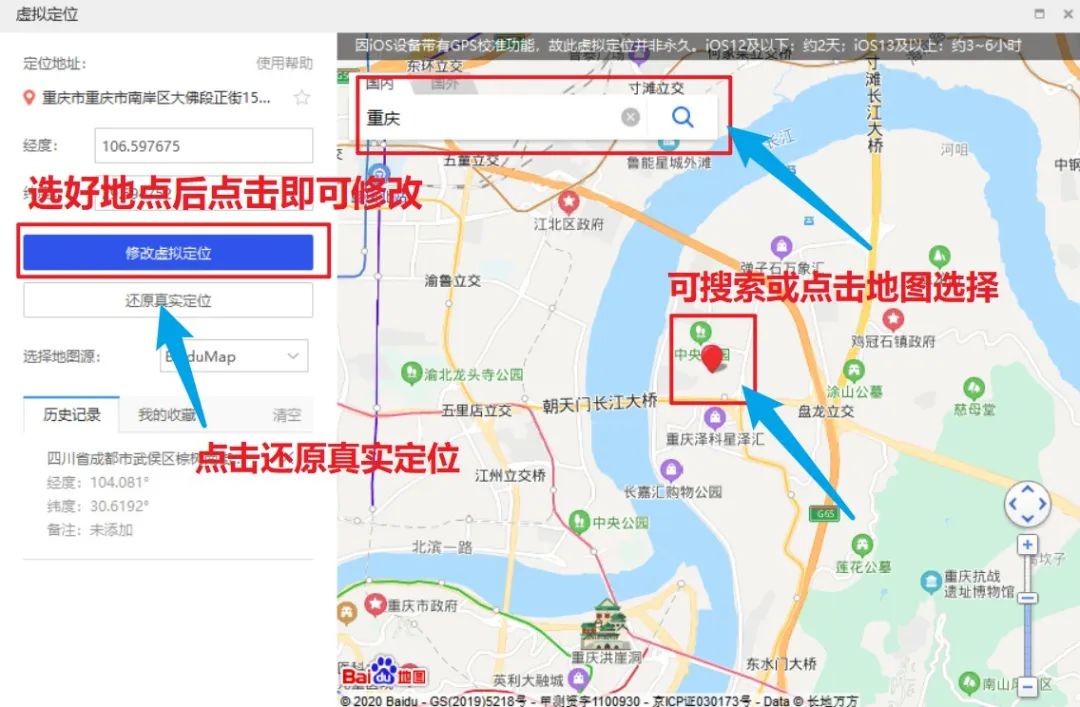 虚拟定位
定位地址:
使用帮助
重庆市重庆市南岸区大佛段正街15...
经度:
106.597675
选好地点后点击即可修改
修改虚拟定位
还原真实定位
选择地图源:
duMap
历史记录
我的收藏
清空
点击还原真实定位
四川省成都市武侯区棕
经度: 104.081°
纬度: 30.6192°
备注: 未添加
因iOS设备带有GPS校准功能，故此虚拟定位并非永久。iOS12及以下：约2天；iOS13及以上：约3~6小时
东环立交
国内
国外
寸滩立交
寸滩长江大桥
重庆
长江
河咀
中钢
五童立交
鲁能星城外滩
江北区政府
弹子石万象汇
渝鲁立交
可搜索或点击地图选择
鸡冠石镇政府
中央
园
渝北龙头寺公园
涂山公墓
慈母堂
五里店立交
朝天门长江大桥
盘龙立交
重庆泽科星泽汇
江州立交桥
长嘉汇购物公园
G65
中央公园
北滨一路
莲花公墓
重庆抗战
遗址博物馆
重庆市政府
重庆洪崖洞
东水门大桥
Bai du 地图
英利大融城
南山风
区
© 2020 Baidu - GS(2019)5218号 - 甲测资字1100930 - 京ICP证030173号 - Data © 长地万方